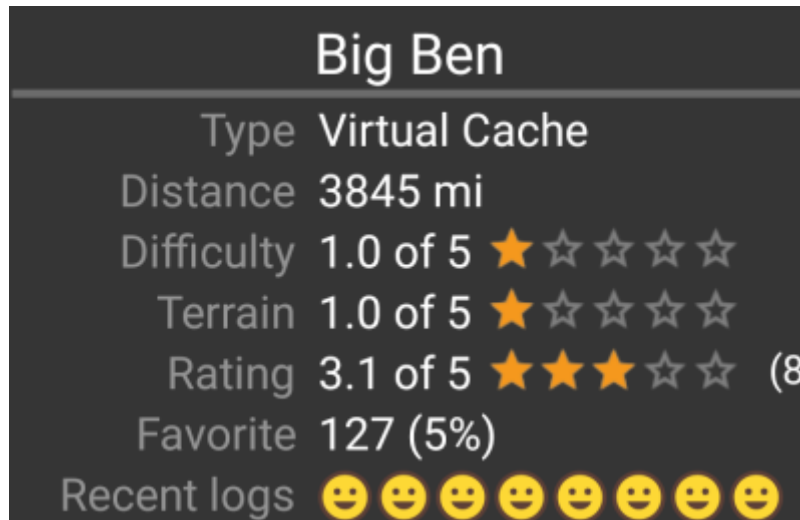 Big Ben
Type Virtual Cache
Distance 3845 mi
Difficulty 1.0 of 5
Terrain 1.0 of 5
Rating 3.1 of 5 (8
Favorite 127 (5%)
Recent logs